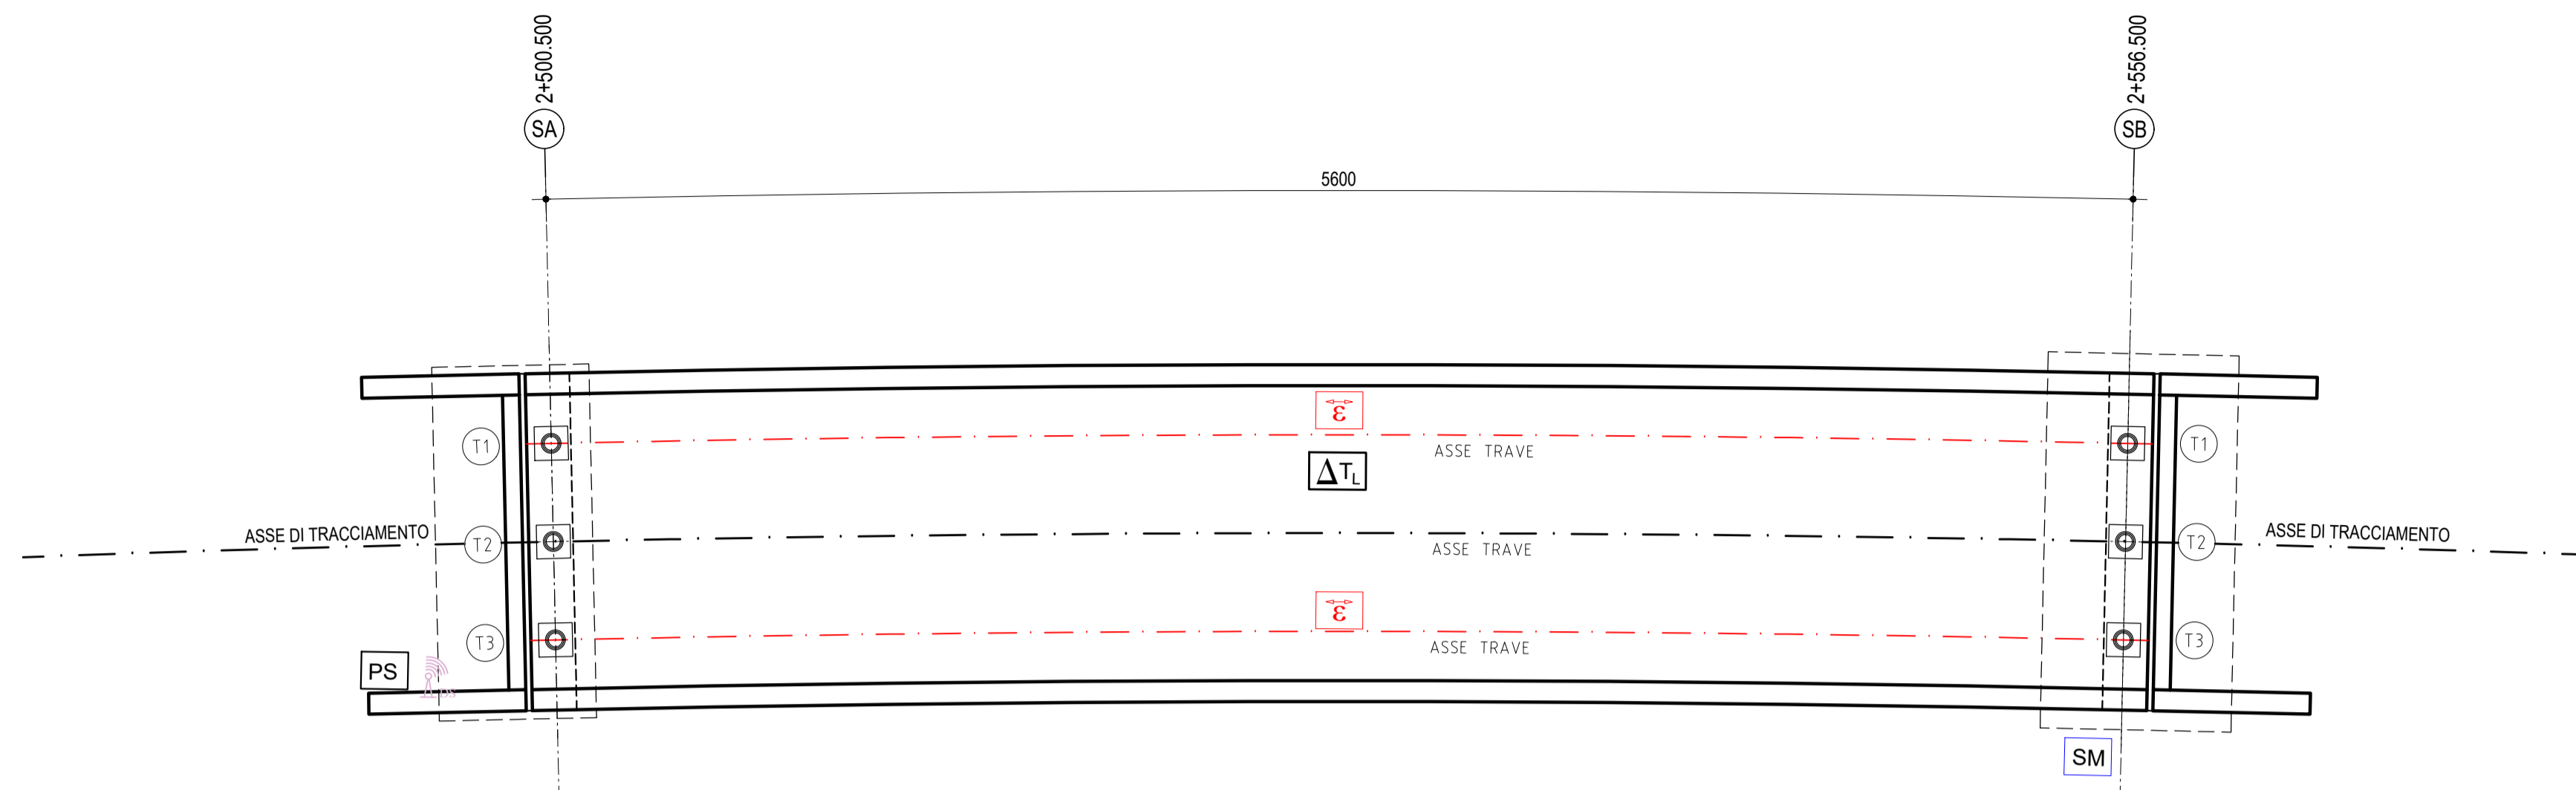 2+500.500
2+556.500
SA
SB
5600
ε
T1
ASSE TRAVE
T1
ΔTL
ASSE DI TRACCIAMENTO
T2
ASSE TRAVE
T2
ASSE DI TRACCIAMENTO
ε
T3
ASSE TRAVE
T3
PS
DS
SM